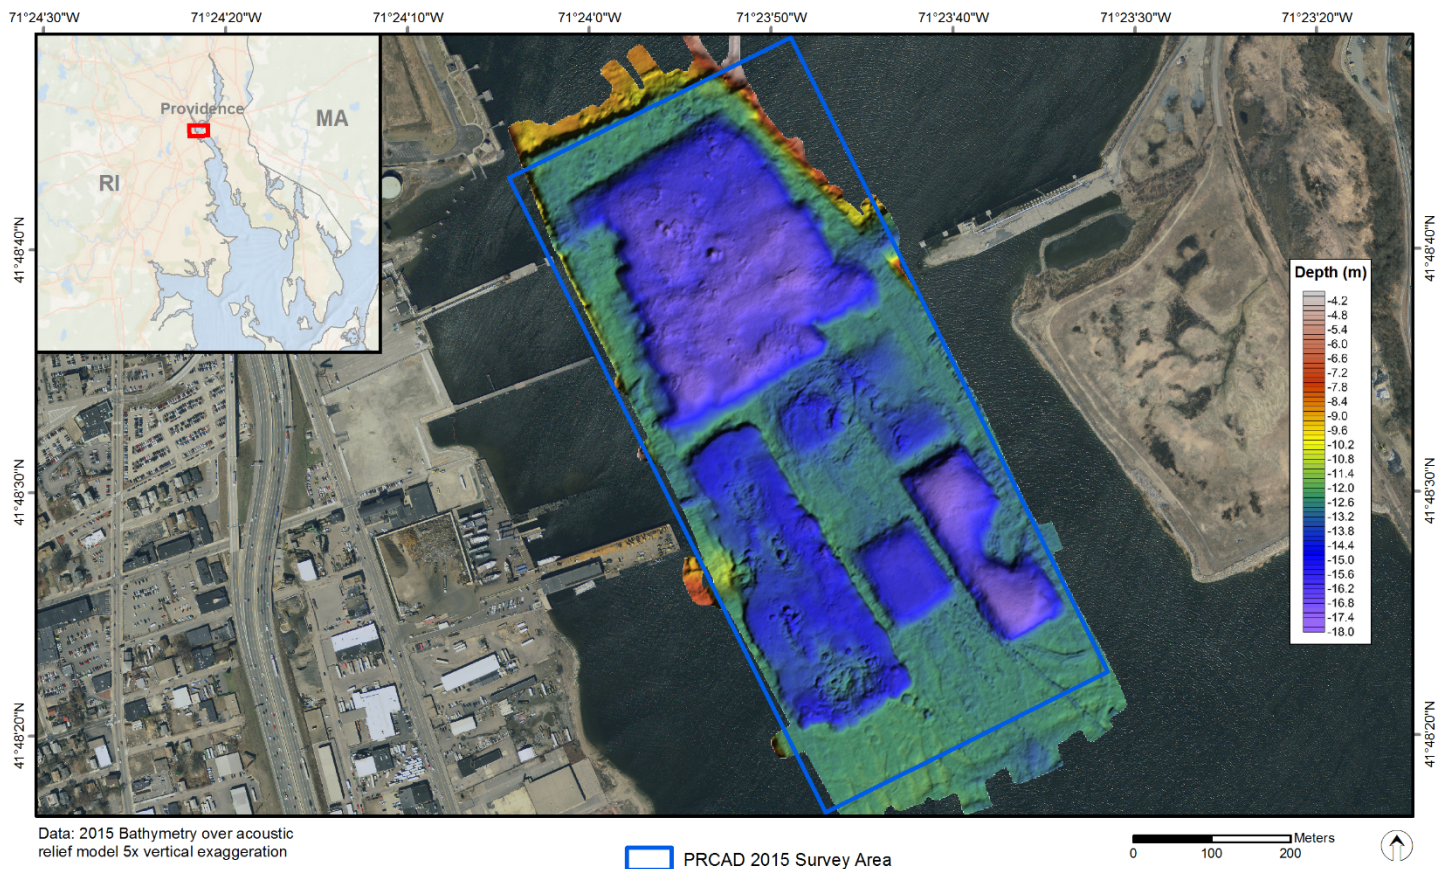 71°24'30"W 71°24'20"W 71°24'10"W 71°24'0"W 71°23'50"W 71°23'40"W 71°23'30"W 71°23'20"W
Providence
MA
RI
41°48'40"N
41°48'30"N
41°48'20"N
41°48'40"N
41°48'30"N
41°48'20"N
Depth (m)
-4.2
-4.8
-5.4
-6.0
-6.6
-7.2
-7.8
-8.4
-9.0
-9.6
-10.2
-10.8
-11.4
-12.0
-12.6
-13.2
-13.8
-14.4
-15.0
-15.6
-16.2
-16.8
-17.4
-18.0
Data: 2015 Bathymetry over acoustic
relief model 5x vertical exaggeration
PRCAD 2015 Survey Area
Meters
0 100 200